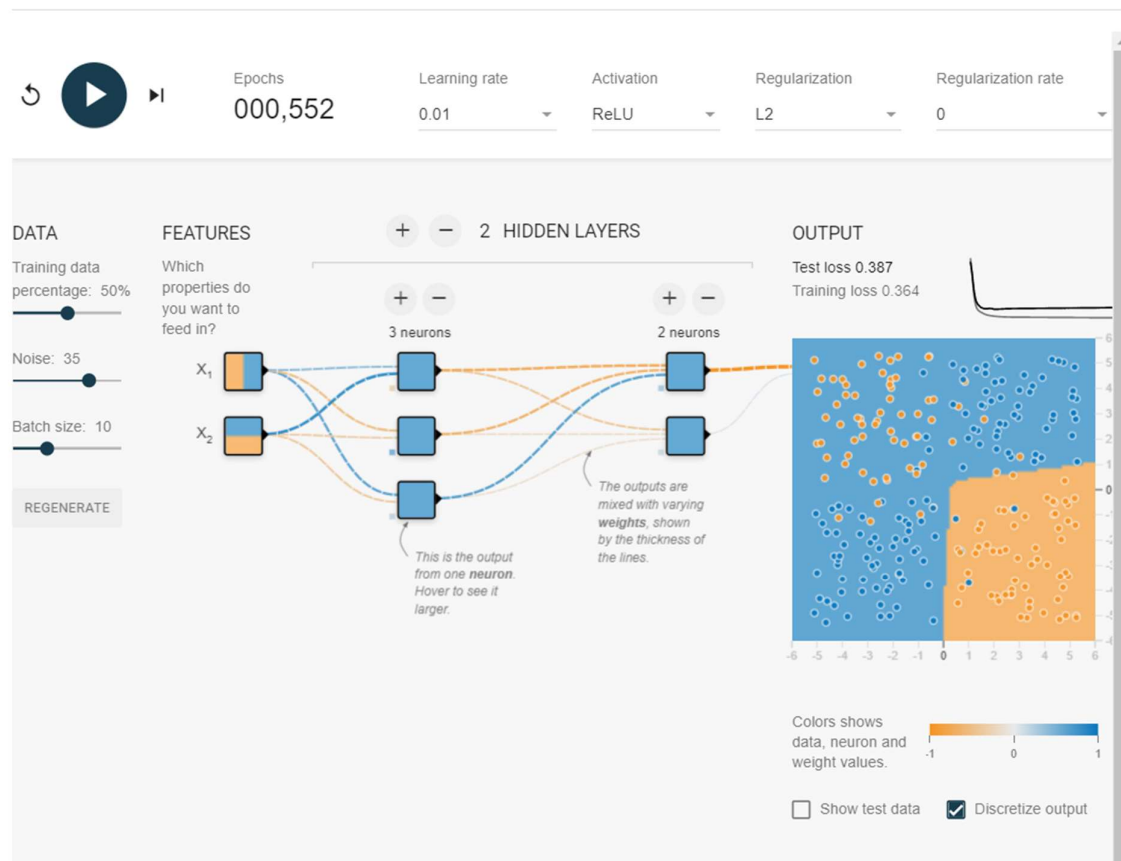 Epochs
000,552
Learning rate
0.01
Activation
ReLU
Regularization
L2
Regularization rate
0
DATA
Training data
percentage: 50%
Noise: 35
Batch size: 10
REGENERATE
FEATURES
Which
properties do
you want to
feed in?
X1
X2
+ − 2 HIDDEN LAYERS
+ −
3 neurons
+ −
2 neurons
This is the output
from one neuron.
Hover to see it
larger.
The outputs are
mixed with varying
weights, shown
by the thickness of
the lines.
OUTPUT
Test loss 0.387
Training loss 0.364
6
5
4
3
2
1
0
-1
-2
-3
-4
-5
-6 -5 -4 -3 -2 -1 0 1 2 3 4 5 6
Colors shows
data, neuron and
weight values.
-1 0 1
Show test data
Discretize output